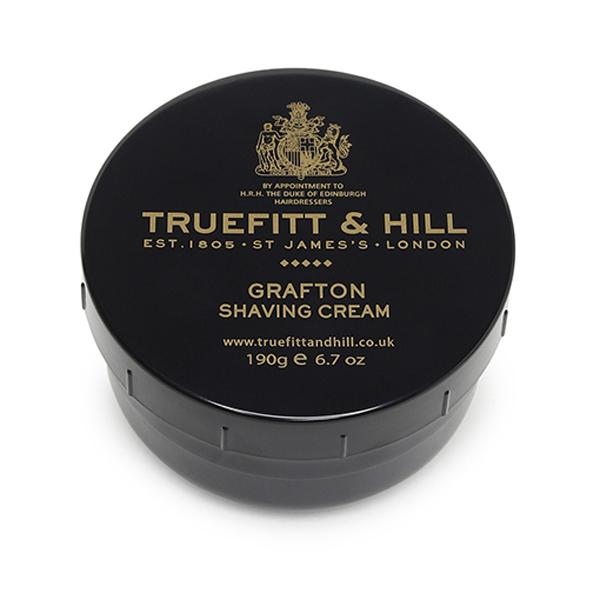 BY APPOINTMENT TO
H.R.H. THE DUKE OF EDINBURGH
HAIRDRESSERS
TRUEFITT & HILL
EST.1805 · ST JAMES'S · LONDON
GRAFTON
SHAVING CREAM
www.truefittandhill.co.uk
190g ℮ 6.7 oz